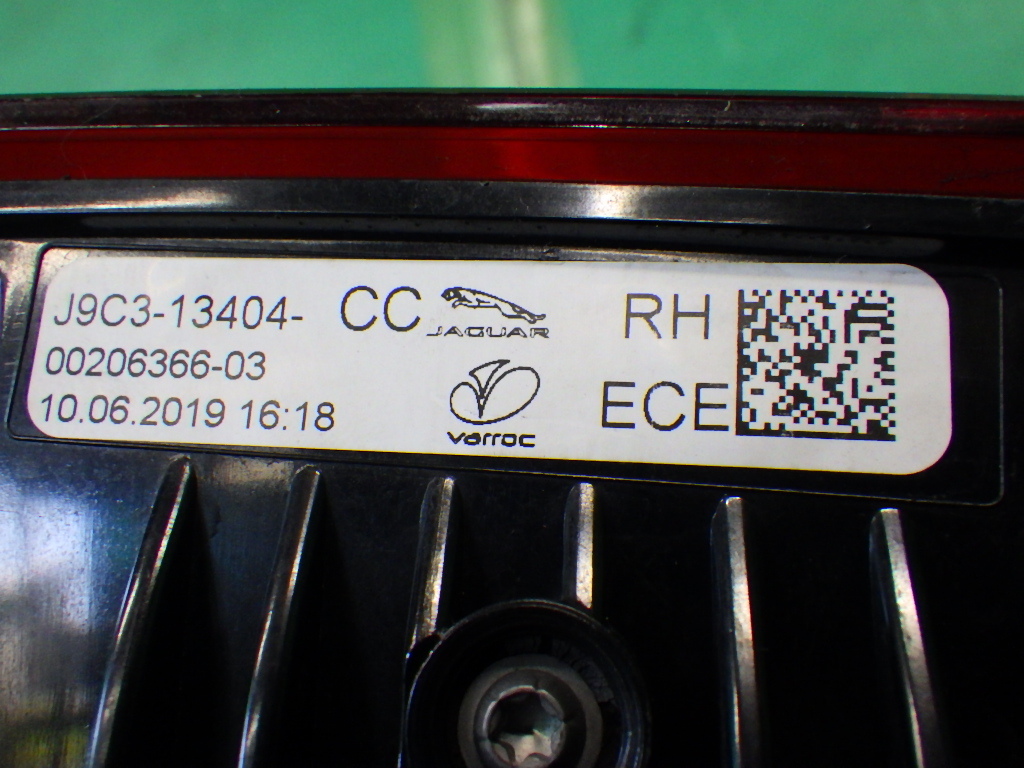 J9C3-13404- CC JAGUAR RH
00206366-03
varroc ECE
10.06.2019 16:18